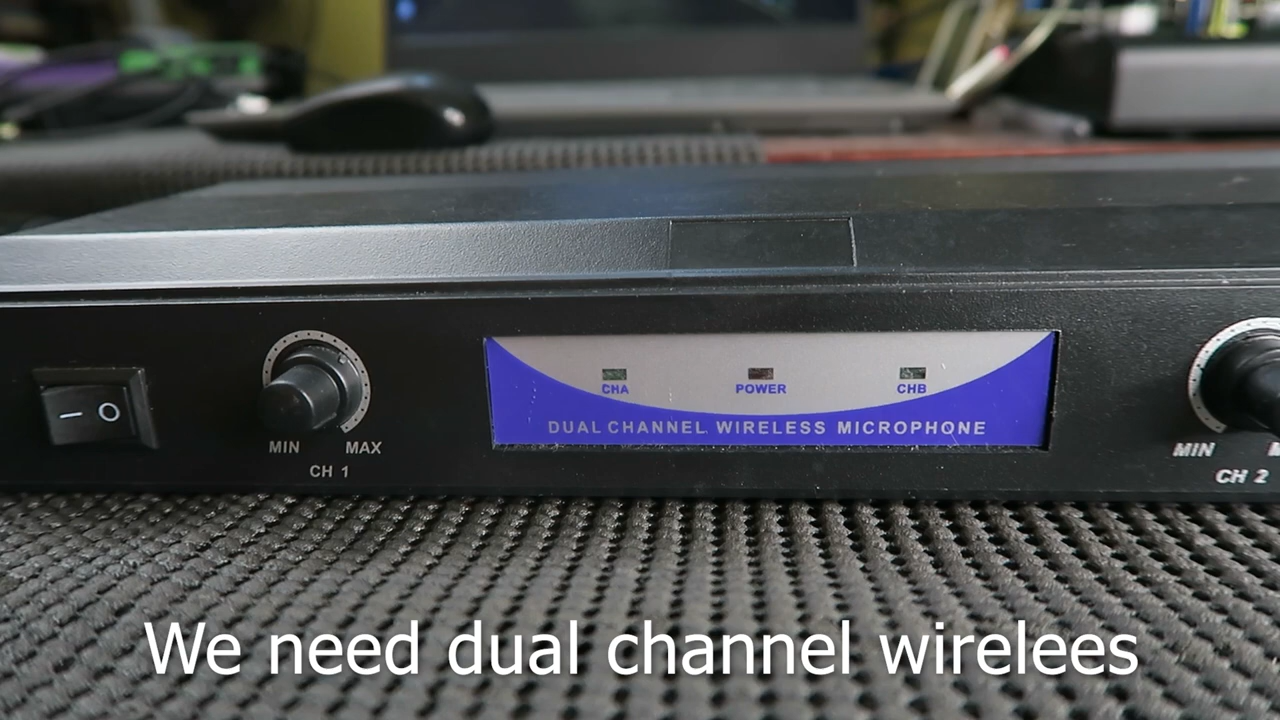 — O
MIN MAX
CH 1
CHA POWER CHB
DUAL CHANNEL WIRELESS MICROPHONE
MIN
CH 2
We need dual channel wirelees